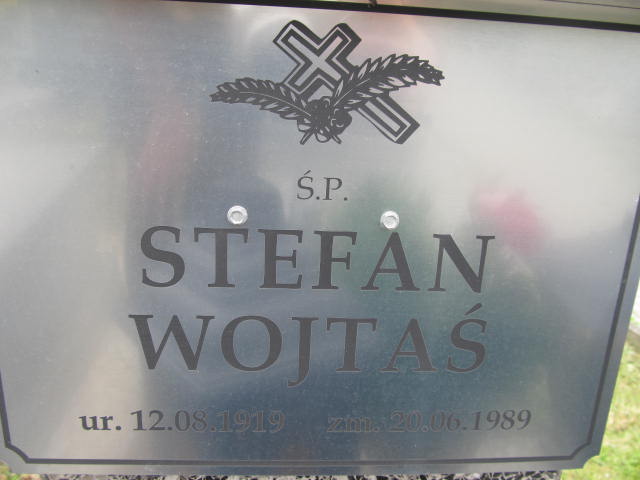 Ś.P.
STEFAN
WOJTAŚ
ur. 12.08.1919 zm. 20.06.1989